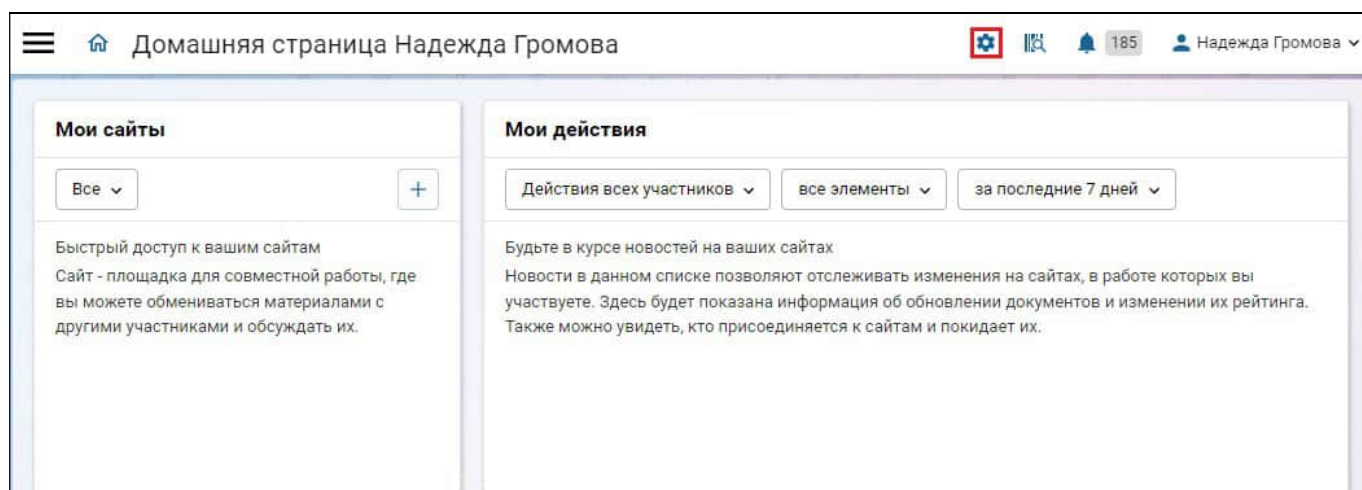 Домашняя страница Надежда Громова
185
Надежда Громова
Мои сайты
Все
Быстрый доступ к вашим сайтам
Сайт - площадка для совместной работы, где
вы можете обмениваться материалами с
другими участниками и обсуждать их.
Мои действия
Действия всех участников
все элементы
за последние 7 дней
Будьте в курсе новостей на ваших сайтах
Новости в данном списке позволяют отслеживать изменения на сайтах, в работе которых вы
участвуете. Здесь будет показана информация об обновлении документов и изменении их рейтинга.
Также можно увидеть, кто присоединяется к сайтам и покидает их.